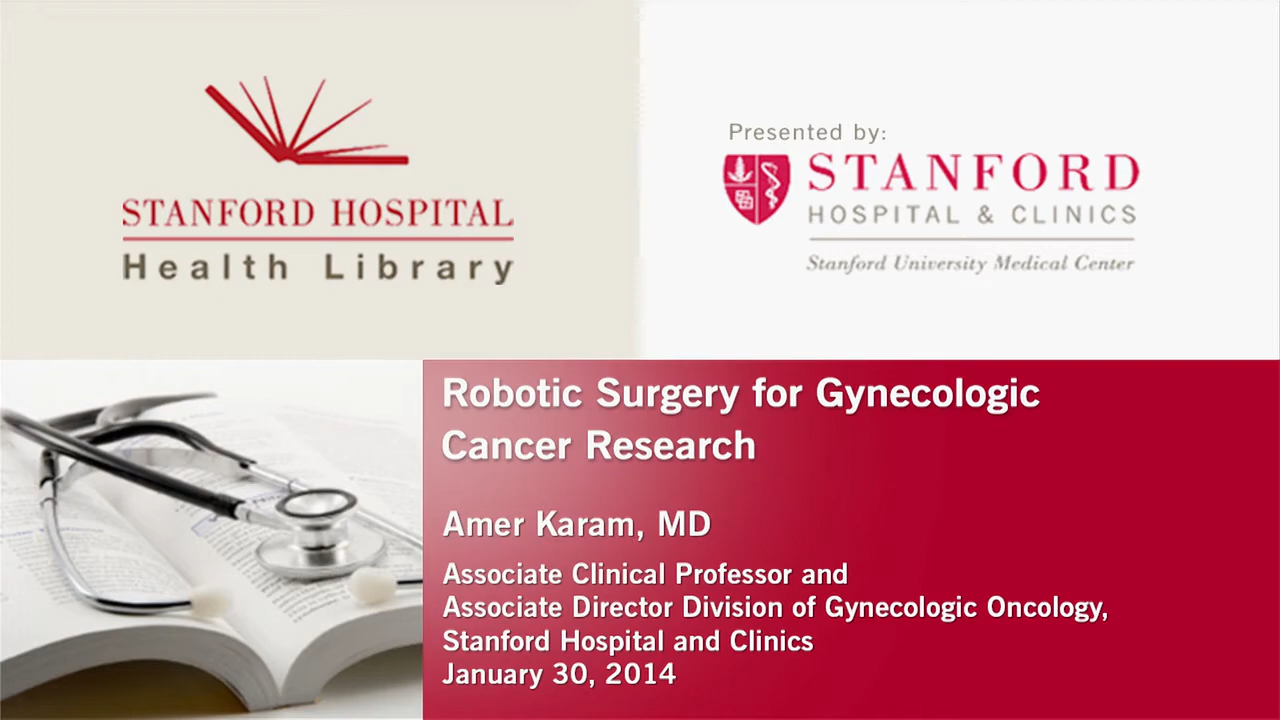 STANFORD HOSPITAL
Health Library
Presented by:
STANFORD
HOSPITAL & CLINICS
Stanford University Medical Center
Robotic Surgery for Gynecologic
Cancer Research
Amer Karam, MD
Associate Clinical Professor and
Associate Director Division of Gynecologic Oncology,
Stanford Hospital and Clinics
January 30, 2014